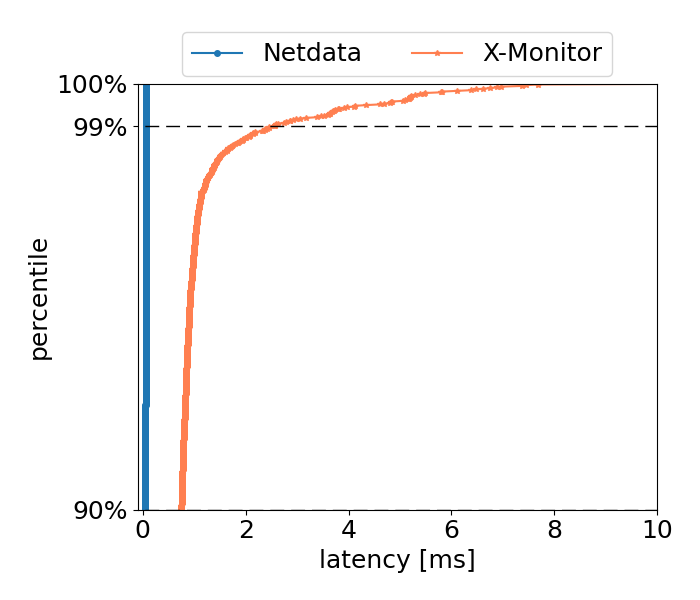 Netdata X-Monitor
100%
99%
percentile
90%
0 2 4 6 8 10
latency [ms]